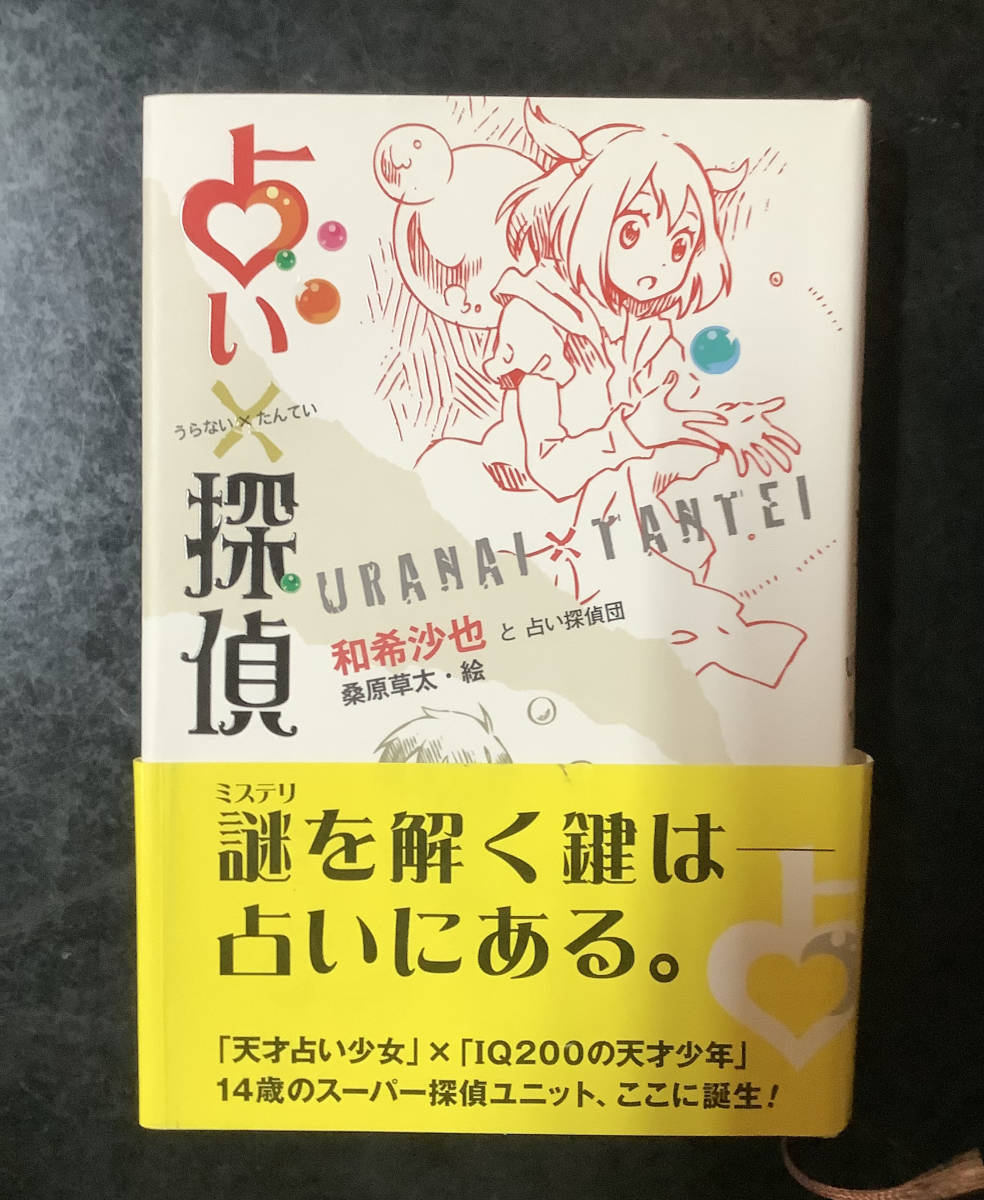 占い
×
うらない×たんてい
探偵
URANAI × TANTEI
和希沙也 と 占い探偵団
桑原草太・絵
ミステリ
謎を解く鍵は――
占いにある。
占
「天才占い少女」×「IQ200の天才少年」
14歳のスーパー探偵ユニット、ここに誕生!